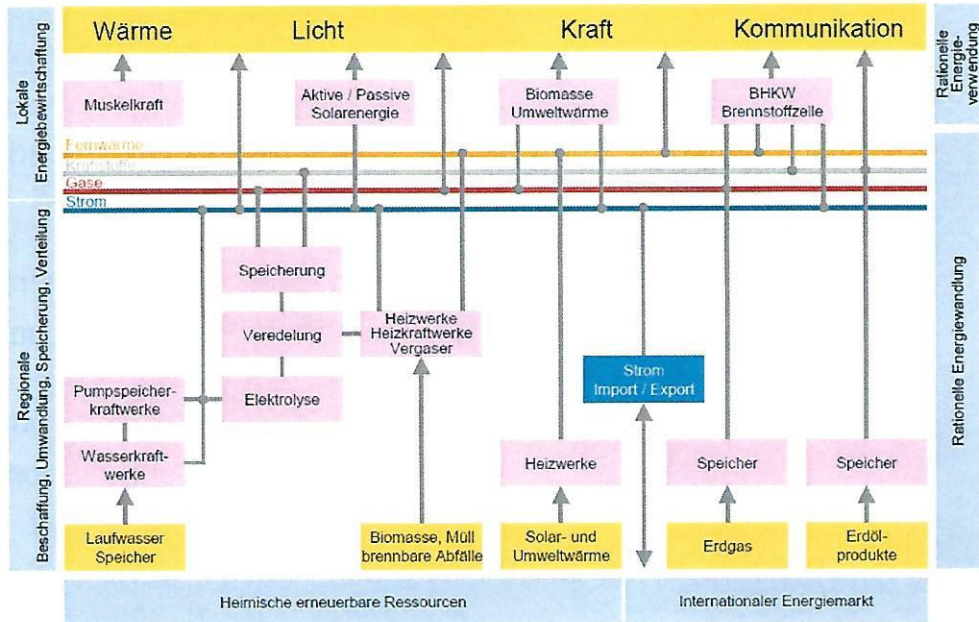 Wärme
Licht
Kraft
Kommunikation
Lokale
Energiebewirtschaftung
Rationelle
Energie-
verwendung
Muskelkraft
Aktive / Passive
Solarenergie
Biomasse
Umweltwärme
BHKW
Brennstoffzelle
Fernwärme
Kraftstoffe
Gase
Strom
Regionale
Beschaffung, Umwandlung, Speicherung, Verteilung
Rationelle Energiewandlung
Speicherung
Veredelung
Heizwerke
Heizkraftwerke
Vergaser
Strom
Import / Export
Pumpspeicher-
kraftwerke
Elektrolyse
Wasserkraft-
werke
Heizwerke
Speicher
Speicher
Laufwasser
Speicher
Biomasse, Müll
brennbare Abfälle
Solar- und
Umweltwärme
Erdgas
Erdöl-
produkte
Heimische erneuerbare Ressourcen
Internationaler Energiemarkt